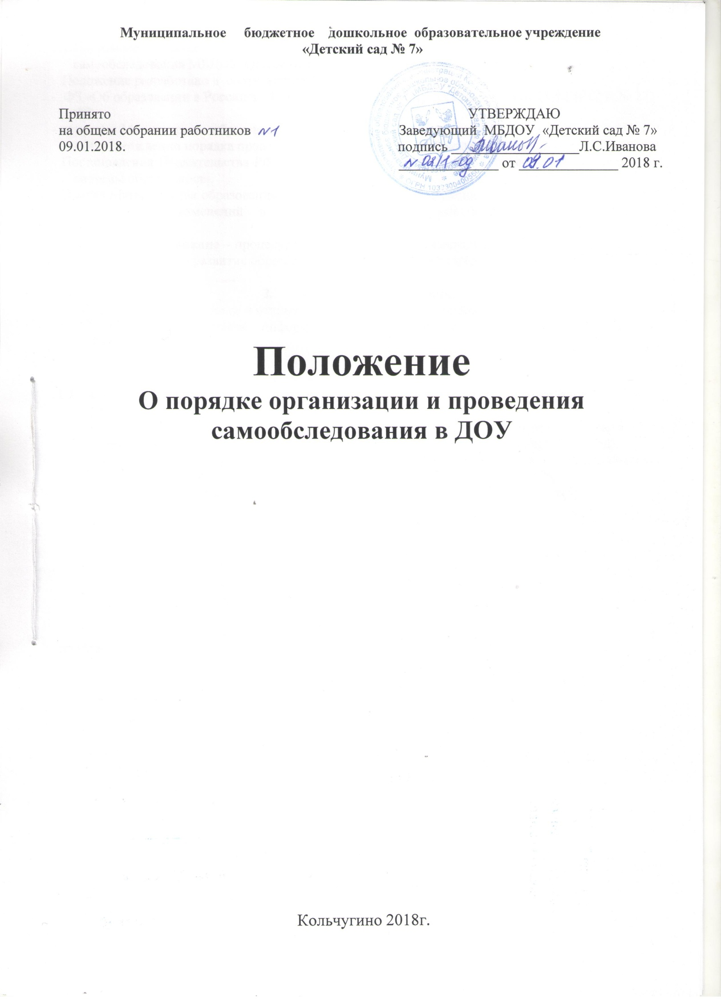 Муниципальное бюджетное дошкольное образовательное учреждение
«Детский сад № 7»
Принято
на общем собрании работников №1
09.01.2018.
УТВЕРЖДАЮ
Заведующий МБДОУ «Детский сад № 7»
подпись Л.С.Иванова
№ 02/1-од от 09.01 2018 г.
Положение
О порядке организации и проведения
самообследования в ДОУ
Кольчугино 2018г.